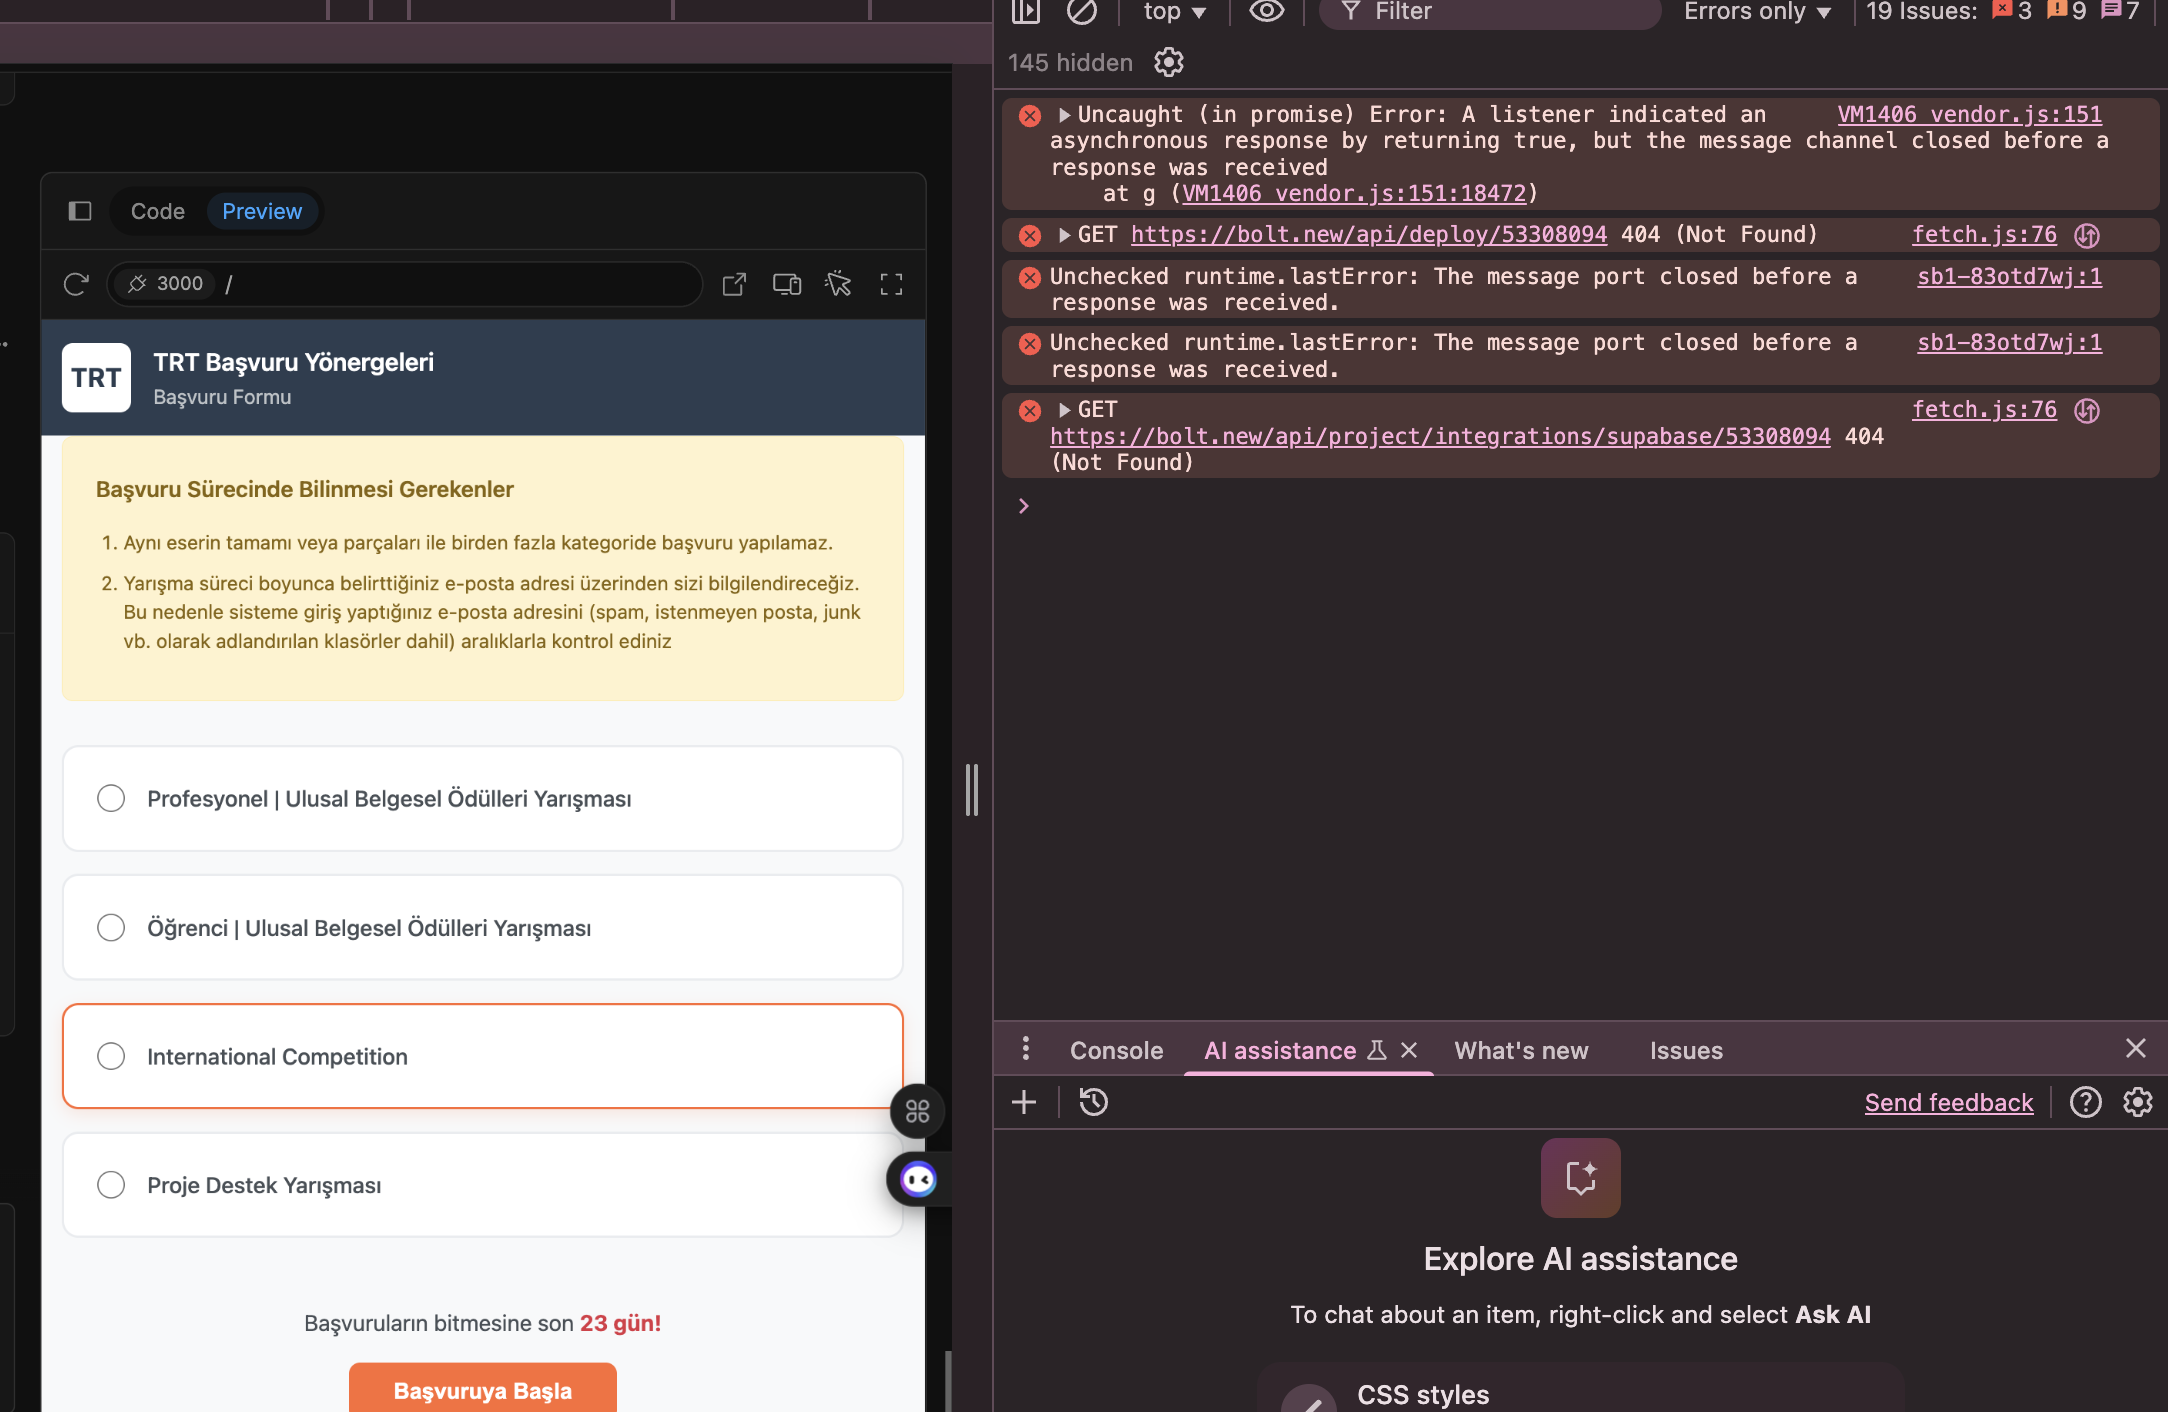 Code
Preview
3000 /
TRT
TRT Başvuru Yönergeleri
Başvuru Formu
Başvuru Sürecinde Bilinmesi Gerekenler
1. Aynı eserin tamamı veya parçaları ile birden fazla kategoride başvuru yapılamaz.
2. Yarışma süreci boyunca belirttiğiniz e-posta adresi üzerinden sizi bilgilendireceğiz.
Bu nedenle sisteme giriş yaptığınız e-posta adresini (spam, istenmeyen posta, junk
vb. olarak adlandırılan klasörler dahil) aralıklarla kontrol ediniz
Profesyonel | Ulusal Belgesel Ödülleri Yarışması
Öğrenci | Ulusal Belgesel Ödülleri Yarışması
International Competition
Proje Destek Yarışması
Başvuruların bitmesine son 23 gün!
Başvuruya Başla
top
Filter
Errors only
19 Issues: 3 9 7
145 hidden
Uncaught (in promise) Error: A listener indicated an VM1406 vendor.js:151
asynchronous response by returning true, but the message channel closed before a
response was received
at g (VM1406 vendor.js:151:18472)
GET https://bolt.new/api/deploy/53308094 404 (Not Found) fetch.js:76
Unchecked runtime.lastError: The message port closed before a sb1-83otd7wj:1
response was received.
Unchecked runtime.lastError: The message port closed before a sb1-83otd7wj:1
response was received.
GET fetch.js:76
https://bolt.new/api/project/integrations/supabase/53308094 404
(Not Found)
Console
AI assistance
What's new
Issues
Send feedback
Explore AI assistance
To chat about an item, right-click and select Ask AI
CSS styles